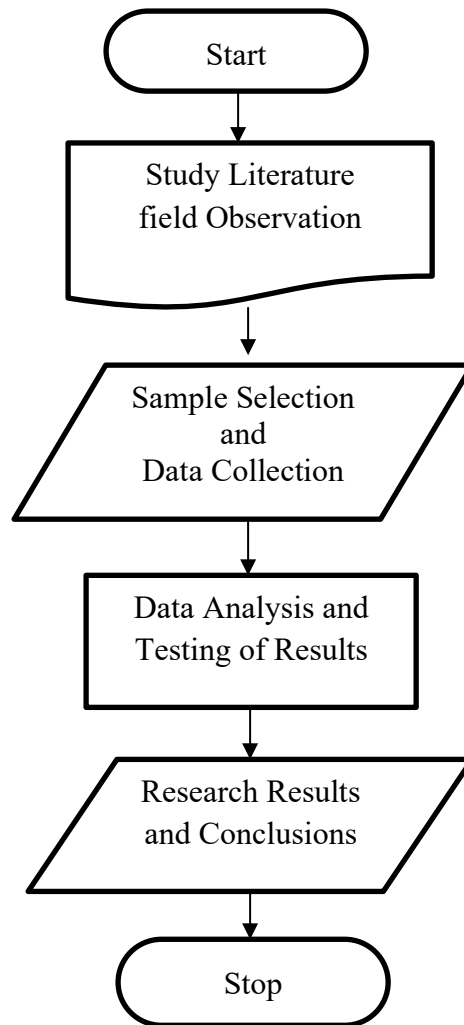 Start
Study Literature
field Observation
Sample Selection
and
Data Collection
Data Analysis and
Testing of Results
Research Results
and Conclusions
Stop